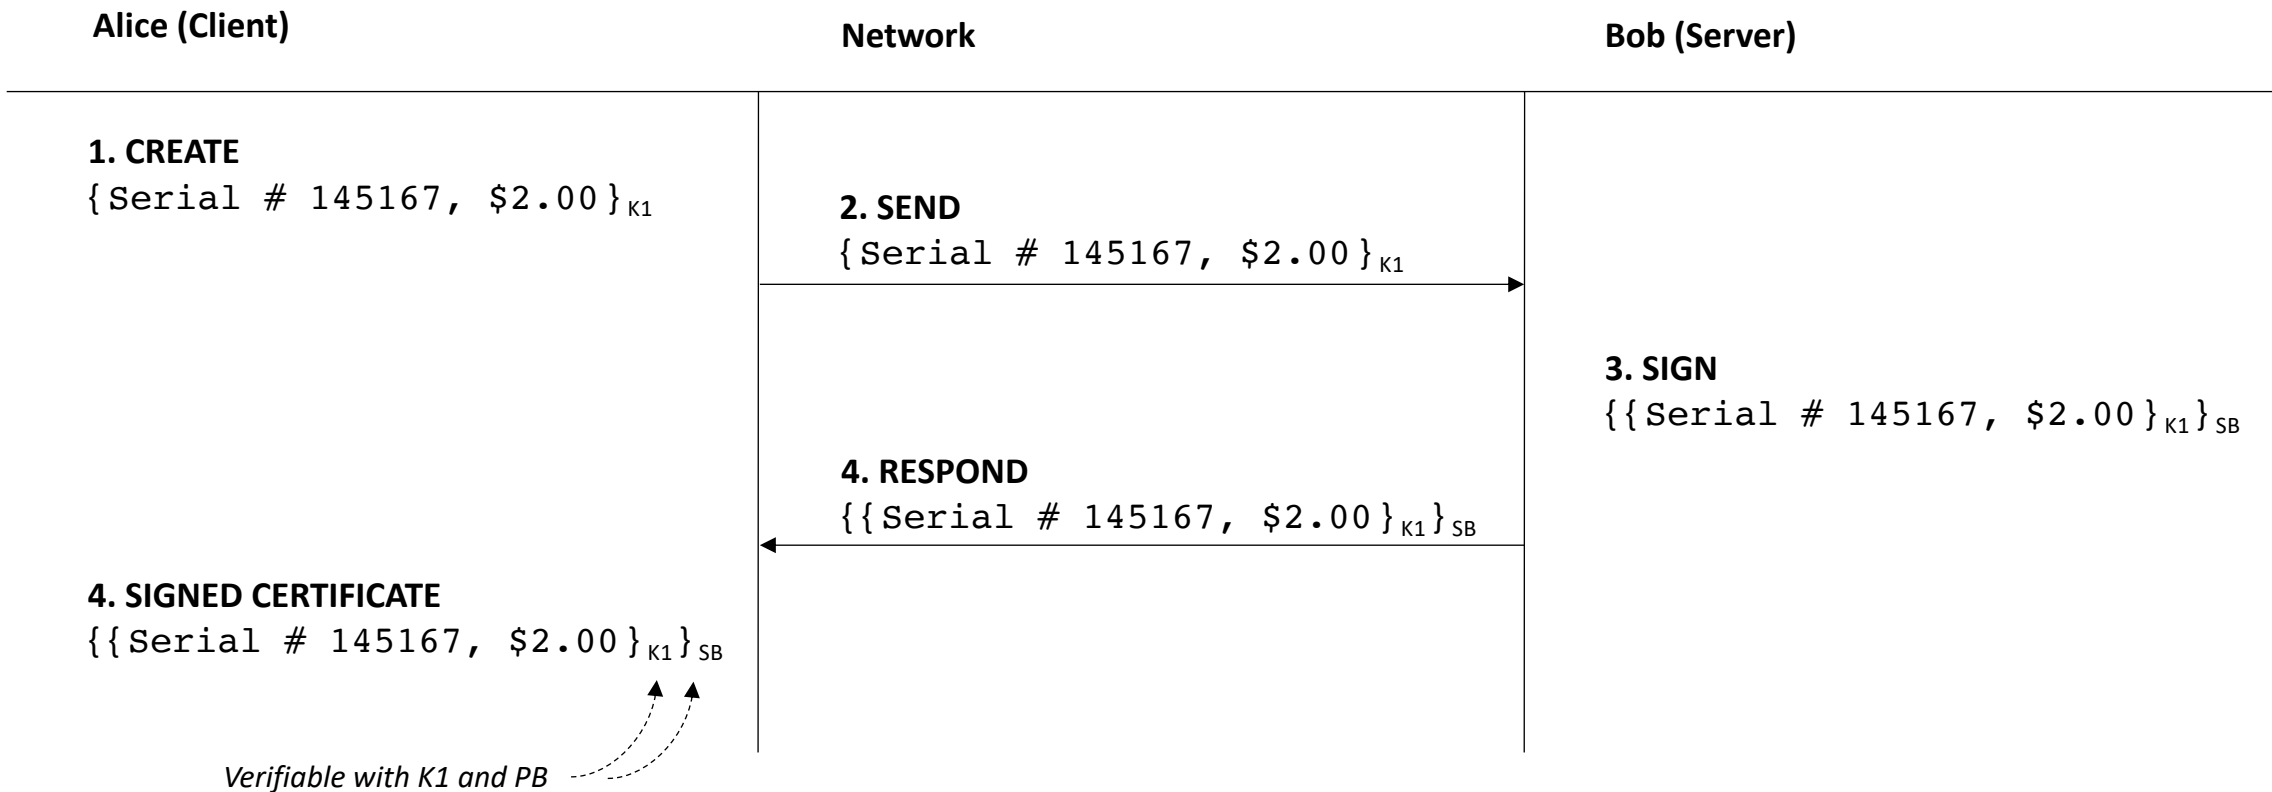 Alice (Client)
Network
Bob (Server)
1. CREATE
{Serial # 145167, $2.00}K1
2. SEND
{Serial # 145167, $2.00}K1
3. SIGN
{{Serial # 145167, $2.00}K1}SB
4. RESPOND
{{Serial # 145167, $2.00}K1}SB
4. SIGNED CERTIFICATE
{{Serial # 145167, $2.00}K1}SB
Verifiable with K1 and PB